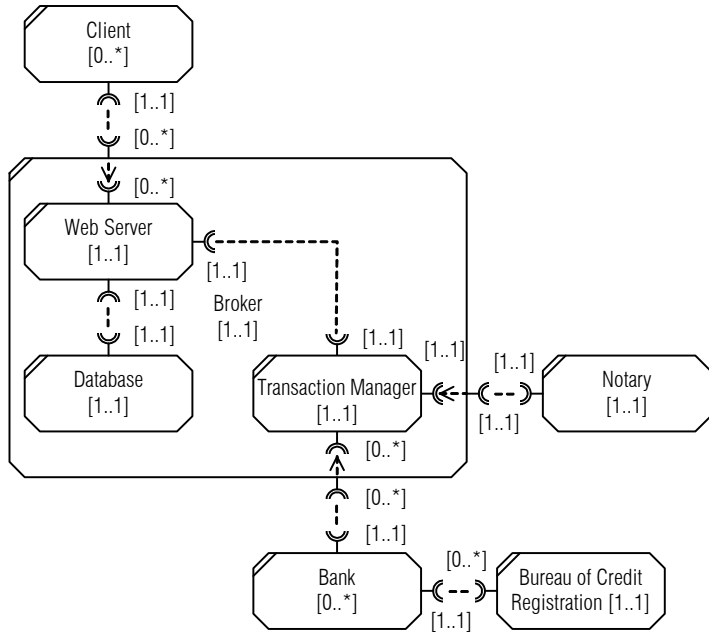 Client
[0..*]
[1..1]
[0..*]
[0..*]
Web Server
[1..1]
[1..1]
[1..1]
Broker
[1..1]
[1..1]
[1..1]
[1..1]
[1..1]
Database
[1..1]
Transaction Manager
[1..1]
Notary
[1..1]
[1..1]
[0..*]
[0..*]
[1..1]
[0..*]
Bank
[0..*]
Bureau of Credit
Registration [1..1]
[1..1]